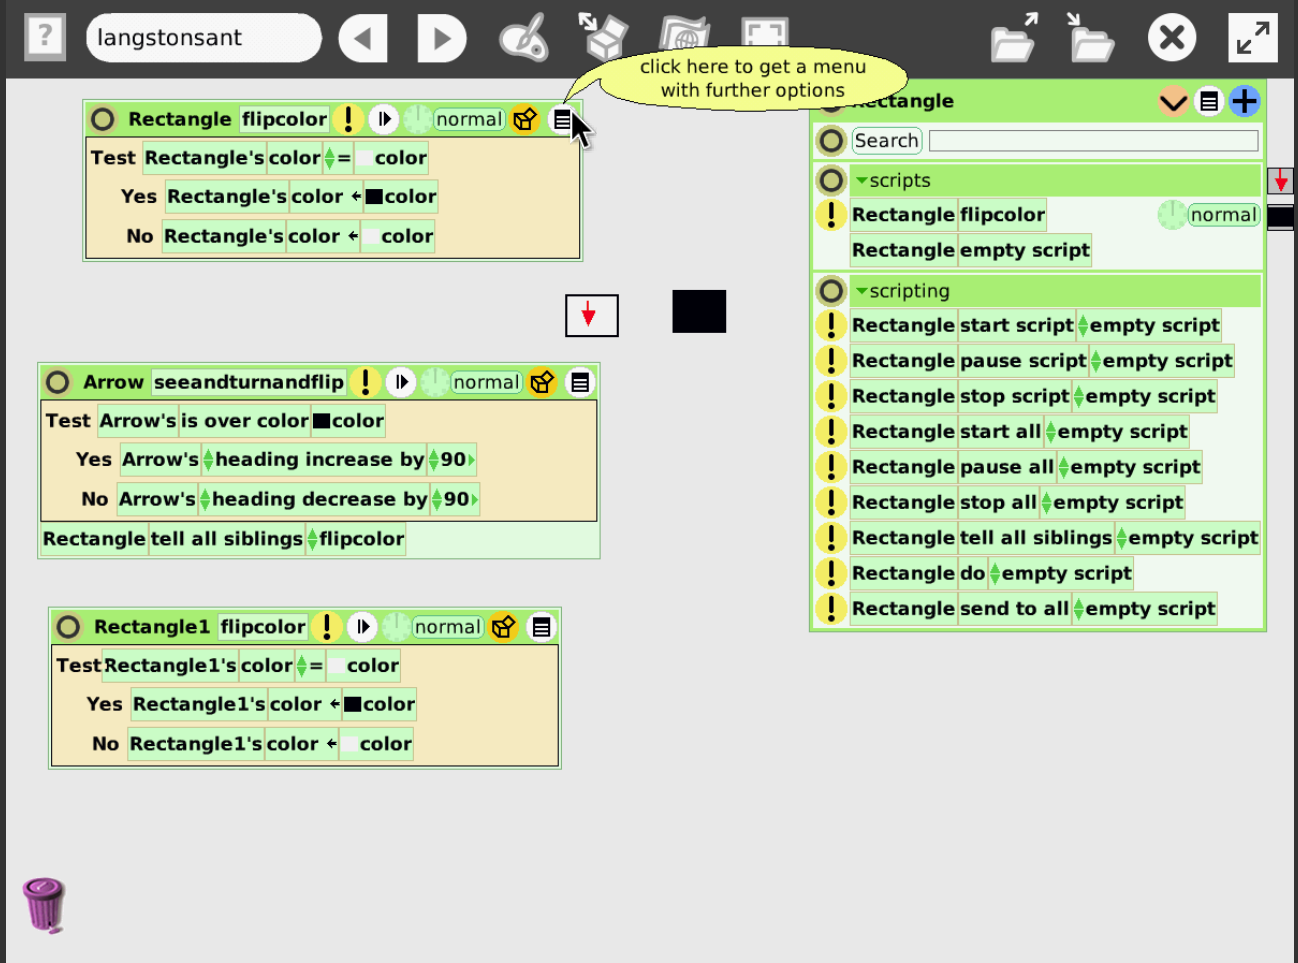 ?
langstonsant
click here to get a menu
with further options
Rectangle flipcolor ! normal
Test Rectangle's color = color
Yes Rectangle's color ← color
No Rectangle's color ← color
Arrow seeandturnandflip ! normal
Test Arrow's is over color color
Yes Arrow's heading increase by 90
No Arrow's heading decrease by 90
Rectangle tell all siblings flipcolor
Rectangle1 flipcolor ! normal
Test Rectangle1's color = color
Yes Rectangle1's color ← color
No Rectangle1's color ← color
Rectangle
Search
scripts
! Rectangle flipcolor normal
Rectangle empty script
scripting
! Rectangle start script empty script
! Rectangle pause script empty script
! Rectangle stop script empty script
! Rectangle start all empty script
! Rectangle pause all empty script
! Rectangle stop all empty script
! Rectangle tell all siblings empty script
! Rectangle do empty script
! Rectangle send to all empty script